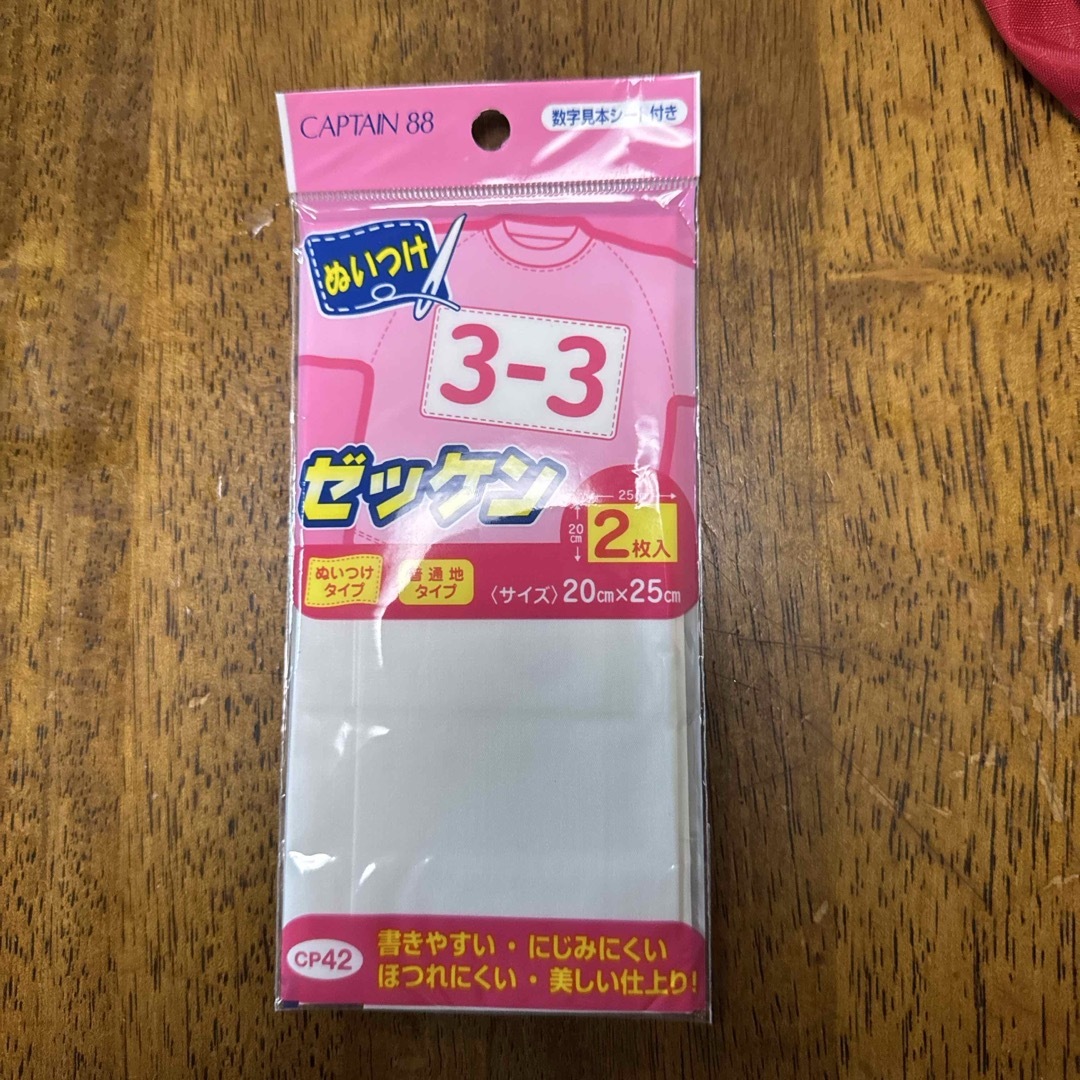 CAPTAIN 88
数字見本シート付き
ぬいつけ
3-3
ゼッケン
25
20
cm
2枚入
ぬいつけ
タイプ
普通地
タイプ
〈サイズ〉20cm×25cm
CP42
書きやすい・にじみにくい
ほつれにくい・美しい仕上り!